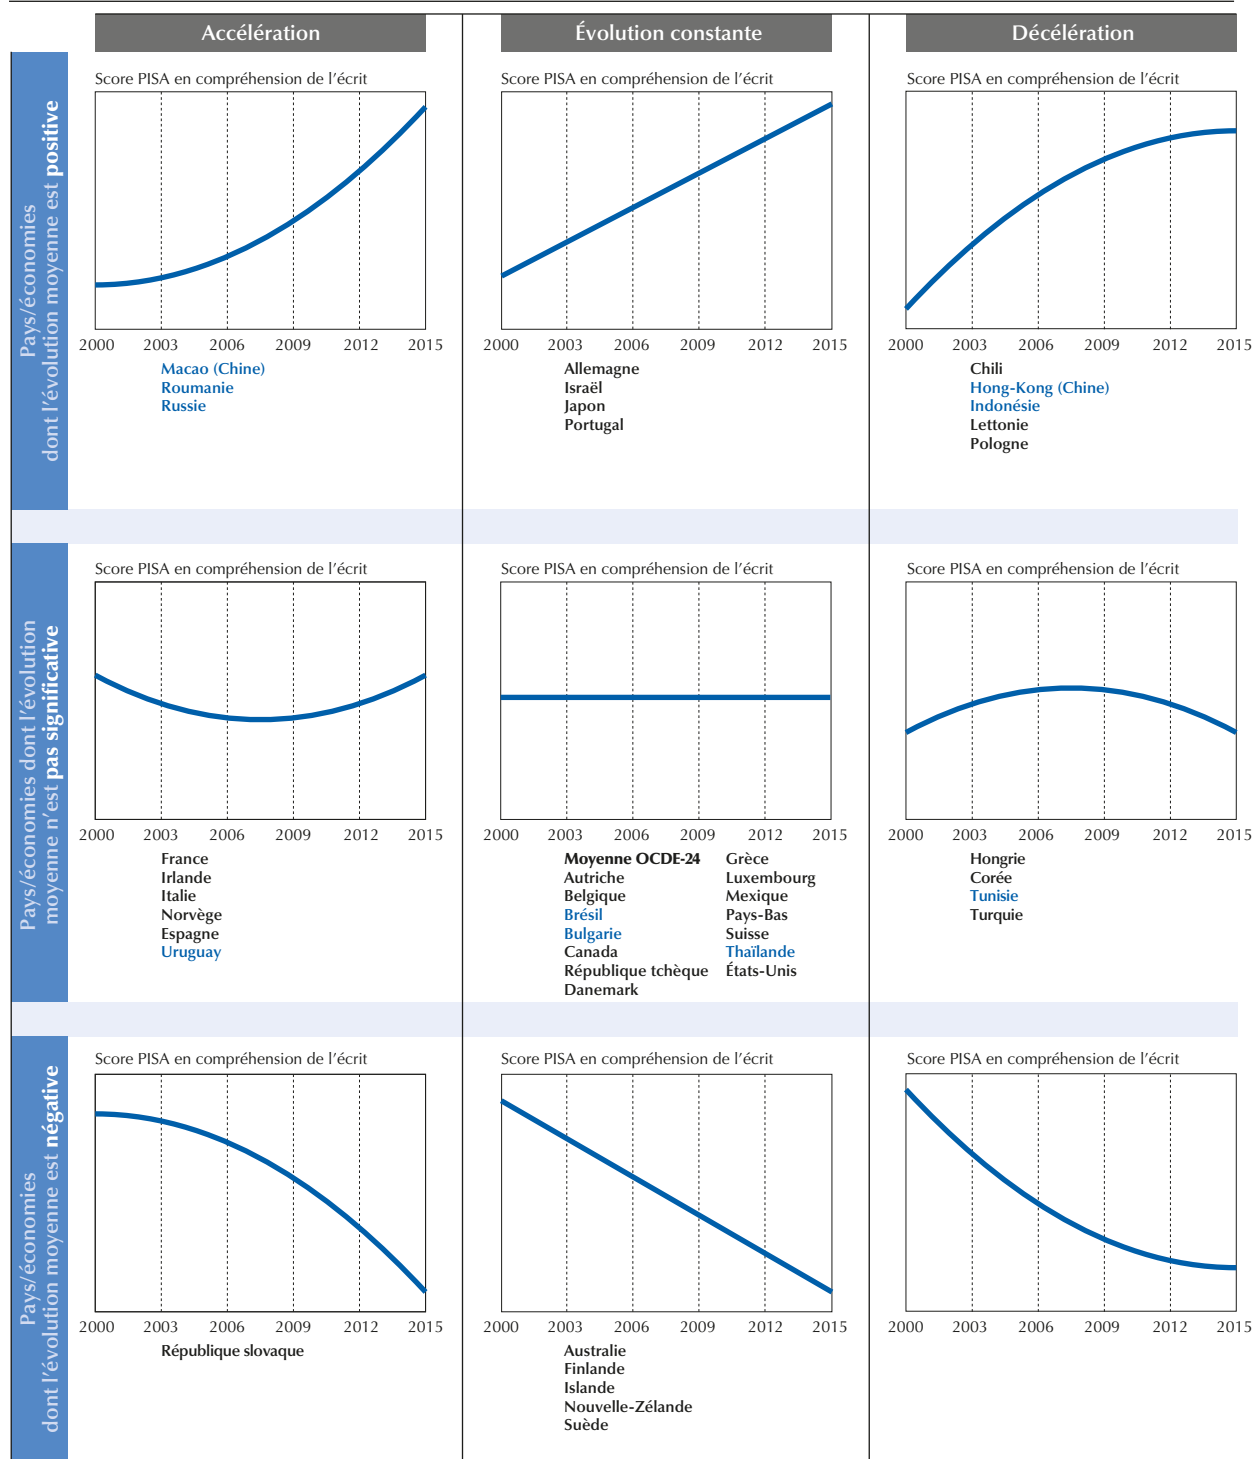 Accélération
Évolution constante
Décélération
Pays/économies
dont l'évolution moyenne est positive
Score PISA en compréhension de l'écrit
2000 2003 2006 2009 2012 2015
Macao (Chine)
Roumanie
Russie
Score PISA en compréhension de l'écrit
2000 2003 2006 2009 2012 2015
Allemagne
Israël
Japon
Portugal
Score PISA en compréhension de l'écrit
2000 2003 2006 2009 2012 2015
Chili
Hong-Kong (Chine)
Indonésie
Lettonie
Pologne
Pays/économies dont l'évolution
moyenne n'est pas significative
Score PISA en compréhension de l'écrit
2000 2003 2006 2009 2012 2015
France
Irlande
Italie
Norvège
Espagne
Uruguay
Score PISA en compréhension de l'écrit
2000 2003 2006 2009 2012 2015
Moyenne OCDE-24
Autriche
Belgique
Brésil
Bulgarie
Canada
République tchèque
Danemark
Grèce
Luxembourg
Mexique
Pays-Bas
Suisse
Thaïlande
États-Unis
Score PISA en compréhension de l'écrit
2000 2003 2006 2009 2012 2015
Hongrie
Corée
Tunisie
Turquie
Pays/économies
dont l'évolution moyenne est négative
Score PISA en compréhension de l'écrit
2000 2003 2006 2009 2012 2015
République slovaque
Score PISA en compréhension de l'écrit
2000 2003 2006 2009 2012 2015
Australie
Finlande
Islande
Nouvelle-Zélande
Suède
Score PISA en compréhension de l'écrit
2000 2003 2006 2009 2012 2015